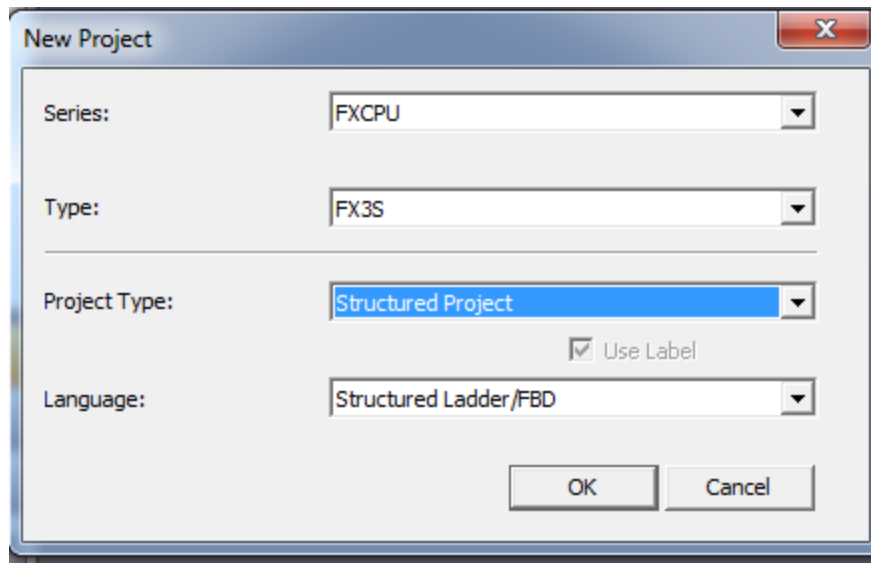 New Project
Series:
FXCPU
Type:
FX3S
Project Type:
Structured Project
Use Label
Language:
Structured Ladder/FBD
OK
Cancel